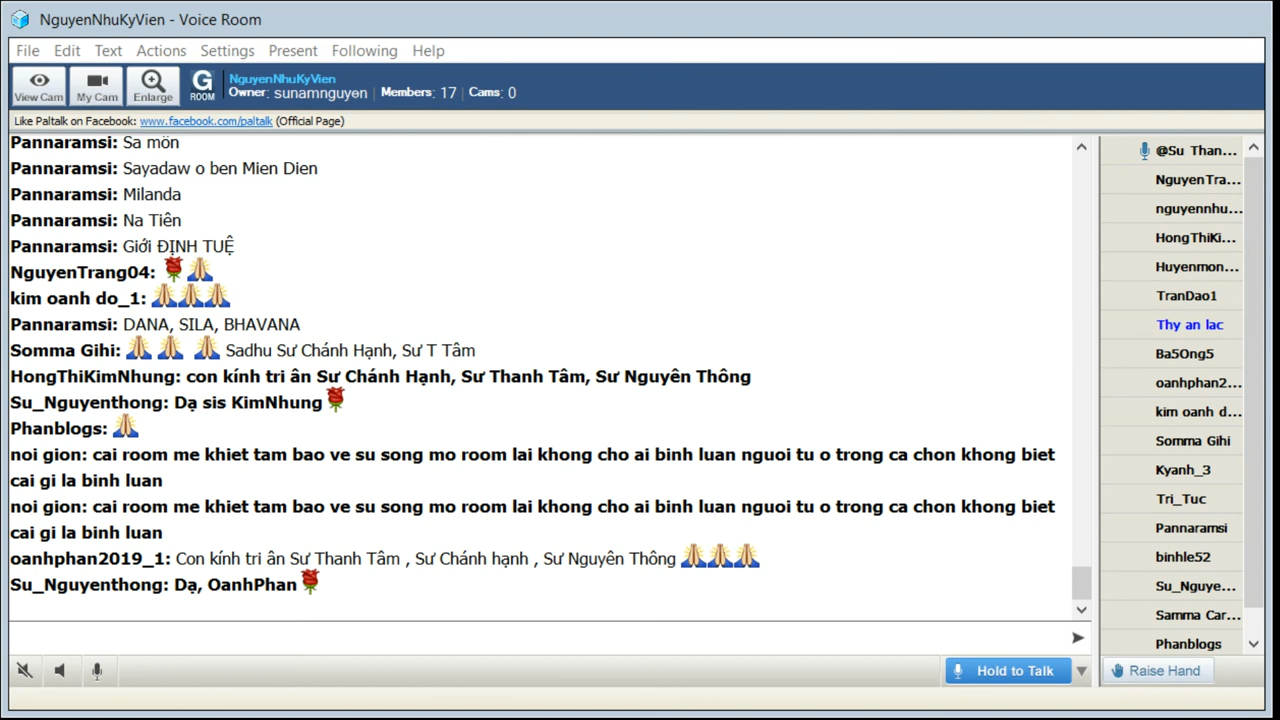 NguyenNhuKyVien - Voice Room
File Edit Text Actions Settings Present Following Help
View Cam My Cam Enlarge G ROOM
NguyenNhuKyVien
Owner: sunamnguyen | Members: 17 | Cams: 0
Like Paltalk on Facebook: www.facebook.com/paltalk (Official Page)
Pannaramsi: Sa mön
Pannaramsi: Sayadaw o ben Mien Dien
Pannaramsi: Milanda
Pannaramsi: Na Tiên
Pannaramsi: Giới ĐỊNH TUỆ
NguyenTrang04: 🌹🙏
kim oanh do_1: 🙏🙏🙏
Pannaramsi: DANA, SILA, BHAVANA
Somma Gihi: 🙏 🙏 🙏 Sadhu Sư Chánh Hạnh, Sư T Tâm
HongThiKimNhung: con kính tri ân Sư Chánh Hạnh, Sư Thanh Tâm, Sư Nguyên Thông
Su_Nguyenthong: Dạ sis KimNhung🌹
Phanblogs: 🙏
noi gion: cai room me khiet tam bao ve su song mo room lai khong cho ai binh luan nguoi tu o trong ca chon khong biet
cai gi la binh luan
noi gion: cai room me khiet tam bao ve su song mo room lai khong cho ai binh luan nguoi tu o trong ca chon khong biet
cai gi la binh luan
oanhphan2019_1: Con kính tri ân Sư Thanh Tâm , Sư Chánh hạnh , Sư Nguyên Thông 🙏🙏🙏
Su_Nguyenthong: Dạ, OanhPhan🌹
@Su Than...
NguyenTra...
nguyennhu...
HongThiKi...
Huyenmon...
TranDao1
Thy an lac
Ba5Ong5
oanhphan2...
kim oanh d...
Somma Gihi
Kyanh_3
Tri_Tuc
Pannaramsi
binhle52
Su_Nguye...
Samma Car...
Phanblogs
Hold to Talk
Raise Hand